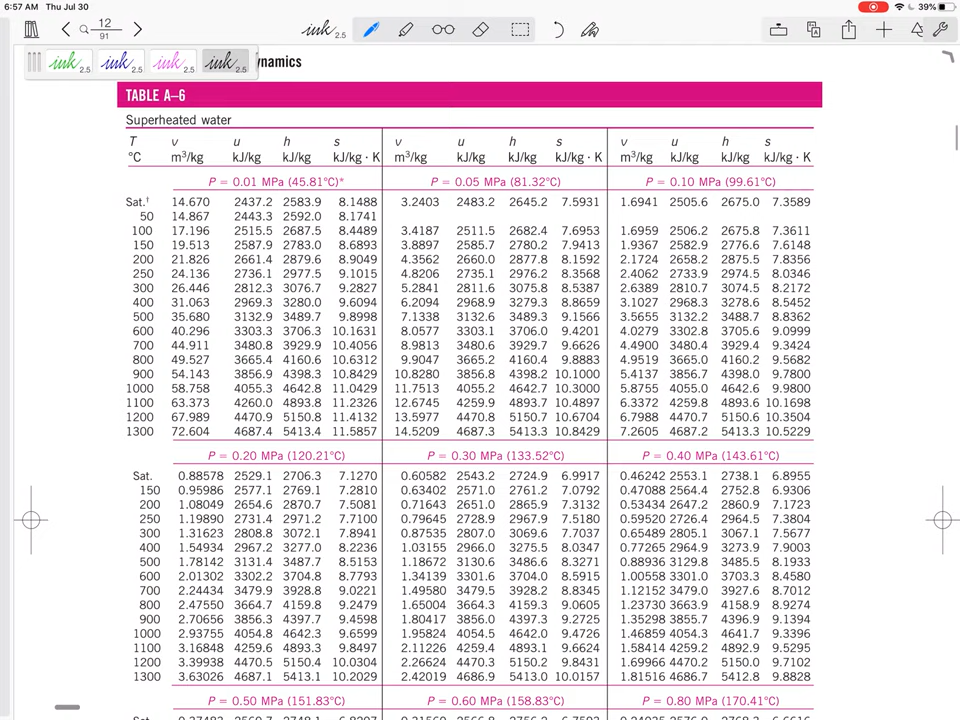 6:57 AM Thu Jul 30
39%
12
91
ink 2.5
ink 2.5 ink 2.5 ink 2.5 ink 2.5 ynamics
TABLE A–6
Superheated water
T v u h s v u h s v u h s
°C m³/kg kJ/kg kJ/kg kJ/kg · K m³/kg kJ/kg kJ/kg kJ/kg · K m³/kg kJ/kg kJ/kg kJ/kg · K
P = 0.01 MPa (45.81°C)* P = 0.05 MPa (81.32°C) P = 0.10 MPa (99.61°C)
Sat.† 14.670 2437.2 2583.9 8.1488 3.2403 2483.2 2645.2 7.5931 1.6941 2505.6 2675.0 7.3589
50 14.867 2443.3 2592.0 8.1741
100 17.196 2515.5 2687.5 8.4489 3.4187 2511.5 2682.4 7.6953 1.6959 2506.2 2675.8 7.3611
150 19.513 2587.9 2783.0 8.6893 3.8897 2585.7 2780.2 7.9413 1.9367 2582.9 2776.6 7.6148
200 21.826 2661.4 2879.6 8.9049 4.3562 2660.0 2877.8 8.1592 2.1724 2658.2 2875.5 7.8356
250 24.136 2736.1 2977.5 9.1015 4.8206 2735.1 2976.2 8.3568 2.4062 2733.9 2974.5 8.0346
300 26.446 2812.3 3076.7 9.2827 5.2841 2811.6 3075.8 8.5387 2.6389 2810.7 3074.5 8.2172
400 31.063 2969.3 3280.0 9.6094 6.2094 2968.9 3279.3 8.8659 3.1027 2968.3 3278.6 8.5452
500 35.680 3132.9 3489.7 9.8998 7.1338 3132.6 3489.3 9.1566 3.5655 3132.2 3488.7 8.8362
600 40.296 3303.3 3706.3 10.1631 8.0577 3303.1 3706.0 9.4201 4.0279 3302.8 3705.6 9.0999
700 44.911 3480.8 3929.9 10.4056 8.9813 3480.6 3929.7 9.6626 4.4900 3480.4 3929.4 9.3424
800 49.527 3665.4 4160.6 10.6312 9.9047 3665.2 4160.4 9.8883 4.9519 3665.0 4160.2 9.5682
900 54.143 3856.9 4398.3 10.8429 10.8280 3856.8 4398.2 10.1000 5.4137 3856.7 4398.0 9.7800
1000 58.758 4055.3 4642.8 11.0429 11.7513 4055.2 4642.7 10.3000 5.8755 4055.0 4642.6 9.9800
1100 63.373 4260.0 4893.8 11.2326 12.6745 4259.9 4893.7 10.4897 6.3372 4259.8 4893.6 10.1698
1200 67.989 4470.9 5150.8 11.4132 13.5977 4470.8 5150.7 10.6704 6.7988 4470.7 5150.6 10.3504
1300 72.604 4687.4 5413.4 11.5857 14.5209 4687.3 5413.3 10.8429 7.2605 4687.2 5413.3 10.5229
P = 0.20 MPa (120.21°C) P = 0.30 MPa (133.52°C) P = 0.40 MPa (143.61°C)
Sat. 0.88578 2529.1 2706.3 7.1270 0.60582 2543.2 2724.9 6.9917 0.46242 2553.1 2738.1 6.8955
150 0.95986 2577.1 2769.1 7.2810 0.63402 2571.0 2761.2 7.0792 0.47088 2564.4 2752.8 6.9306
200 1.08049 2654.6 2870.7 7.5081 0.71643 2651.0 2865.9 7.3132 0.53434 2647.2 2860.9 7.1723
250 1.19890 2731.4 2971.2 7.7100 0.79645 2728.9 2967.9 7.5180 0.59520 2726.4 2964.5 7.3804
300 1.31623 2808.8 3072.1 7.8941 0.87535 2807.0 3069.6 7.7037 0.65489 2805.1 3067.1 7.5677
400 1.54934 2967.2 3277.0 8.2236 1.03155 2966.0 3275.5 8.0347 0.77265 2964.9 3273.9 7.9003
500 1.78142 3131.4 3487.7 8.5153 1.18672 3130.6 3486.6 8.3271 0.88936 3129.8 3485.5 8.1933
600 2.01302 3302.2 3704.8 8.7793 1.34139 3301.6 3704.0 8.5915 1.00558 3301.0 3703.3 8.4580
700 2.24434 3479.9 3928.8 9.0221 1.49580 3479.5 3928.2 8.8345 1.12152 3479.0 3927.6 8.7012
800 2.47550 3664.7 4159.8 9.2479 1.65004 3664.3 4159.3 9.0605 1.23730 3663.9 4158.9 8.9274
900 2.70656 3856.3 4397.7 9.4598 1.80417 3856.0 4397.3 9.2725 1.35298 3855.7 4396.9 9.1394
1000 2.93755 4054.8 4642.3 9.6599 1.95824 4054.5 4642.0 9.4726 1.46859 4054.3 4641.7 9.3396
1100 3.16848 4259.6 4893.3 9.8497 2.11226 4259.4 4893.1 9.6624 1.58414 4259.2 4892.9 9.5295
1200 3.39938 4470.5 5150.4 10.0304 2.26624 4470.3 5150.2 9.8431 1.69966 4470.2 5150.0 9.7102
1300 3.63026 4687.1 5413.1 10.2029 2.42019 4686.9 5413.0 10.0157 1.81516 4686.7 5412.8 9.8828
P = 0.50 MPa (151.83°C) P = 0.60 MPa (158.83°C) P = 0.80 MPa (170.41°C)